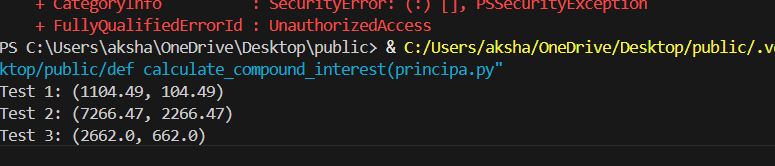 + CategoryInfo : SecurityError: (:) [], PSSecurityException
+ FullyQualifiedErrorId : UnauthorizedAccess
PS C:\Users\aksha\OneDrive\Desktop\public> & C:/Users/aksha/OneDrive/Desktop/public/.v
ktop/public/def calculate_compound_interest(principa.py"
Test 1: (1104.49, 104.49)
Test 2: (7266.47, 2266.47)
Test 3: (2662.0, 662.0)